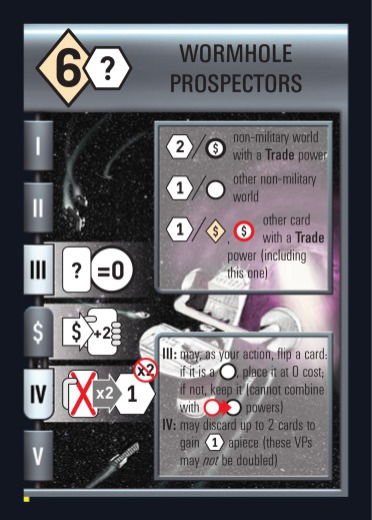 6 ?
WORMHOLE
PROSPECTORS
I
II
III
? =0
$
$ +2
IV
x2 1 x2
V
2 / $ non-military world
with a Trade power
1 / other non-military
world
1 / $ , $ other card
with a Trade
power (including
this one)
III: may, as your action, flip a card:
if it is a , place it at 0 cost;
if not, keep it (cannot combine
with powers)
IV: may discard up to 2 cards to
gain 1 apiece (these VPs
may not be doubled)